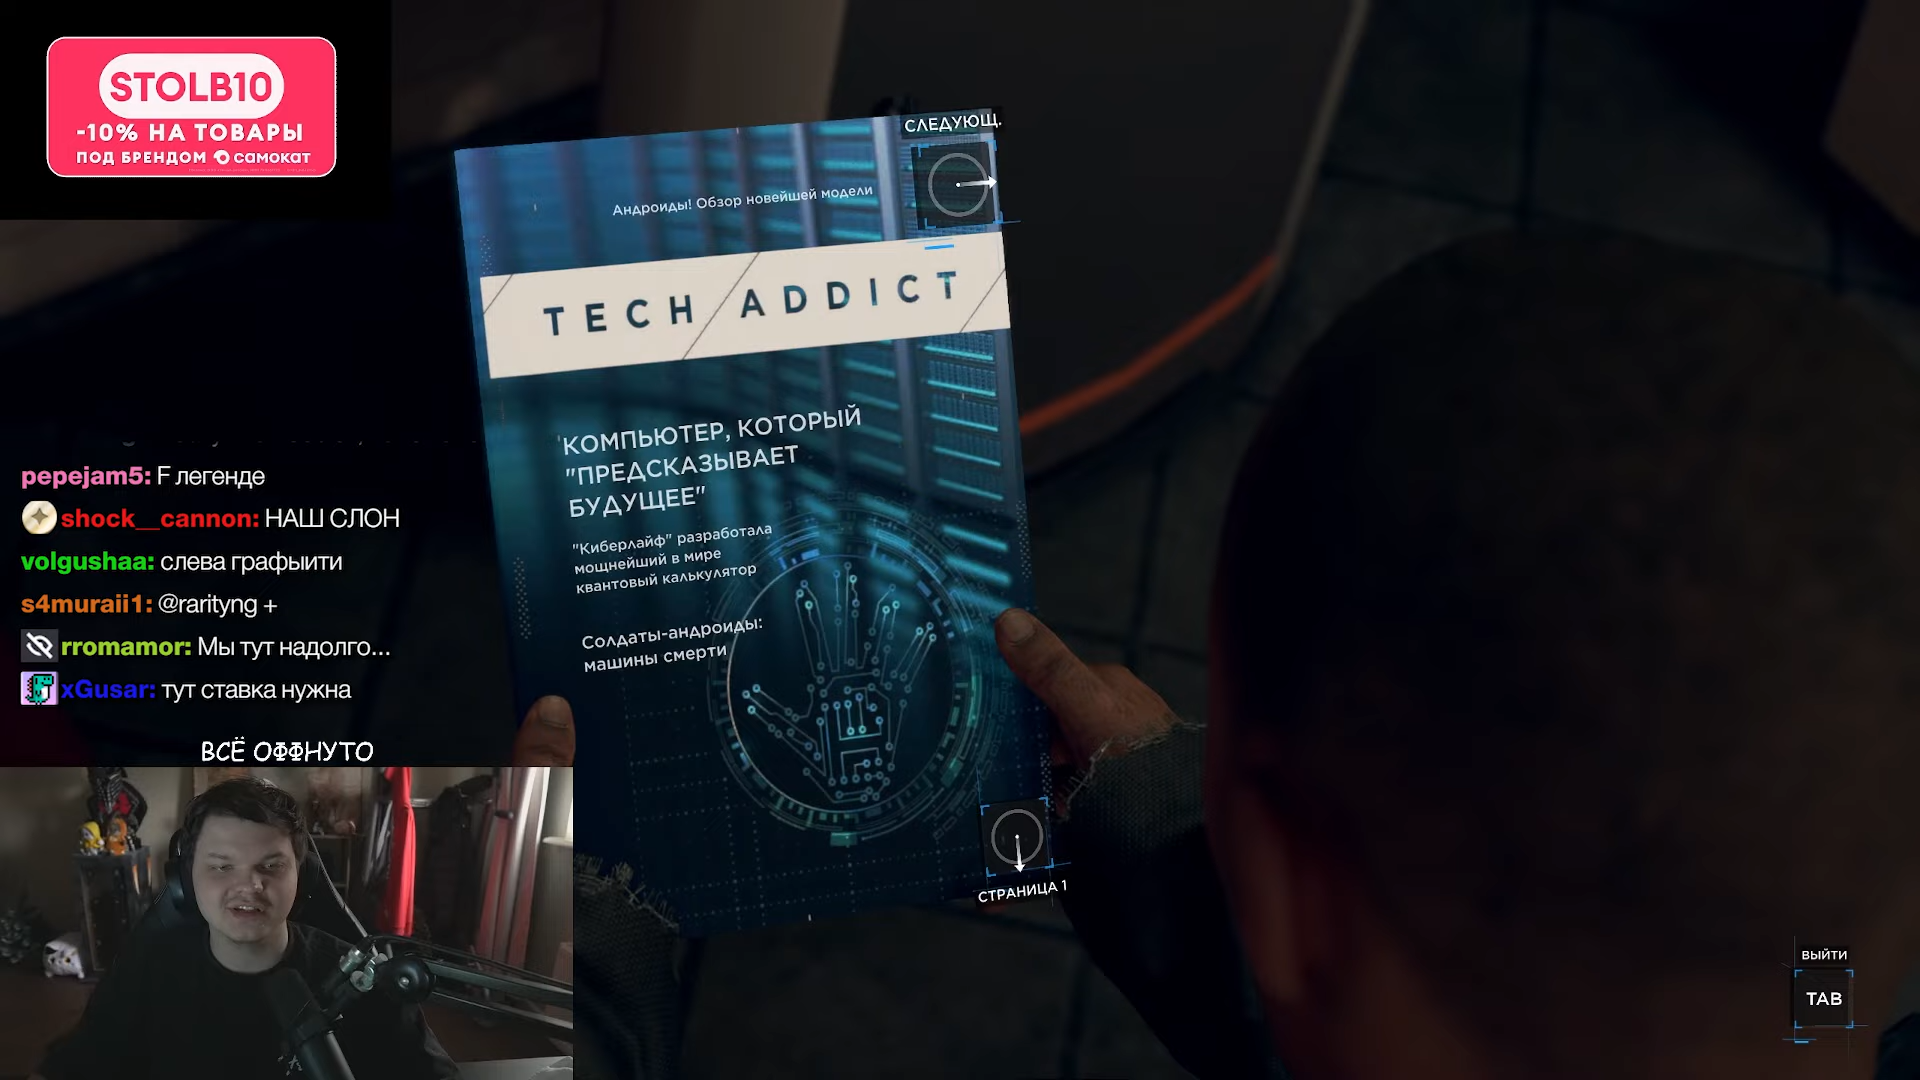 STOLB10
-10% НА ТОВАРЫ
ПОД БРЕНДОМ самокат
СЛЕДУЮЩ.
Андроиды! Обзор новейшей модели
TECH ADDICT
КОМПЬЮТЕР, КОТОРЫЙ
"ПРЕДСКАЗЫВАЕТ
БУДУЩЕЕ"
"Киберлайф" разработала
мощнейший в мире
квантовый калькулятор
Солдаты-андроиды:
машины смерти
СТРАНИЦА 1
pepejam5: F легенде
shock__cannon: НАШ СЛОН
volgushaa: слева графыити
s4muraii1: @rarityng +
rromamor: Мы тут надолго...
xGusar: тут ставка нужна
ВСЁ ОФФНУТО
ВЫЙТИ
TAB